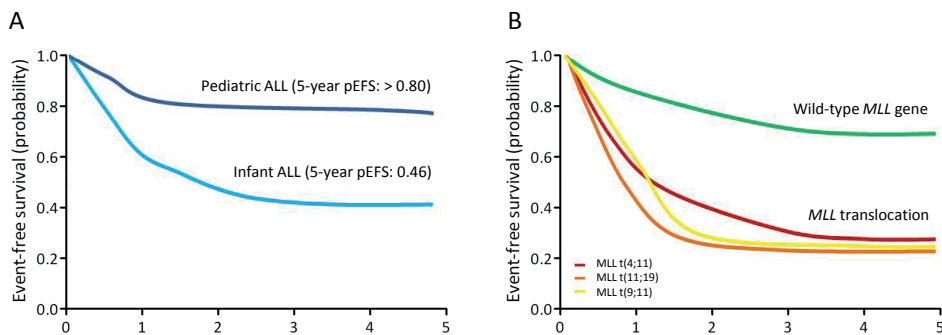 A
Event-free survival (probability)
1.0
0.8
0.6
0.4
0.2
0.0
0
1
2
3
4
5
Pediatric ALL (5-year pEFS: > 0.80)
Infant ALL (5-year pEFS: 0.46)
B
Event-free survival (probability)
1.0
0.8
0.6
0.4
0.2
0.0
0
1
2
3
4
5
Wild-type MLL gene
MLL translocation
MLL t(4;11)
MLL t(11;19)
MLL t(9;11)